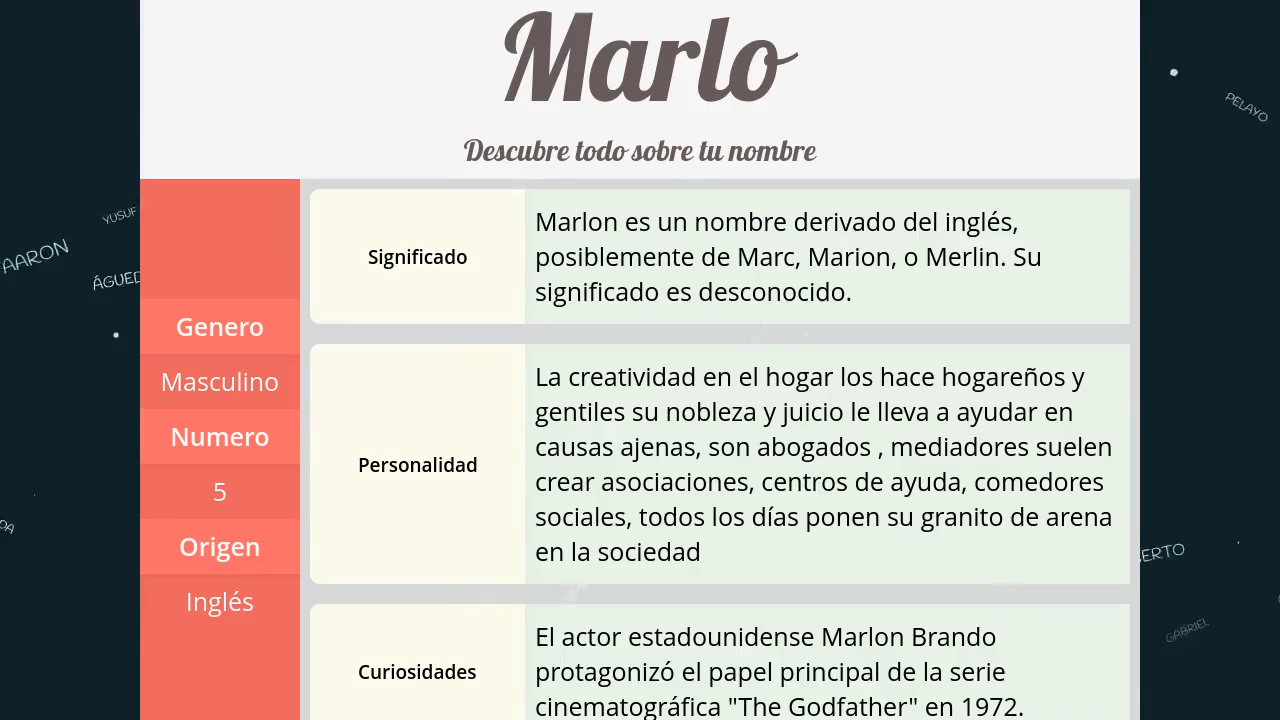 Marlo
Descubre todo sobre tu nombre
PELAYO
YUSUF
AARON
ÁGUED
Genero
Masculino
Numero
5
Origen
Inglés
Significado
Marlon es un nombre derivado del inglés,
posiblemente de Marc, Marion, o Merlin. Su
significado es desconocido.
Personalidad
La creatividad en el hogar los hace hogareños y
gentiles su nobleza y juicio le lleva a ayudar en
causas ajenas, son abogados , mediadores suelen
crear asociaciones, centros de ayuda, comedores
sociales, todos los días ponen su granito de arena
en la sociedad
Curiosidades
El actor estadounidense Marlon Brando
protagonizó el papel principal de la serie
cinematográfica "The Godfather" en 1972.
BERTO
GABRIEL